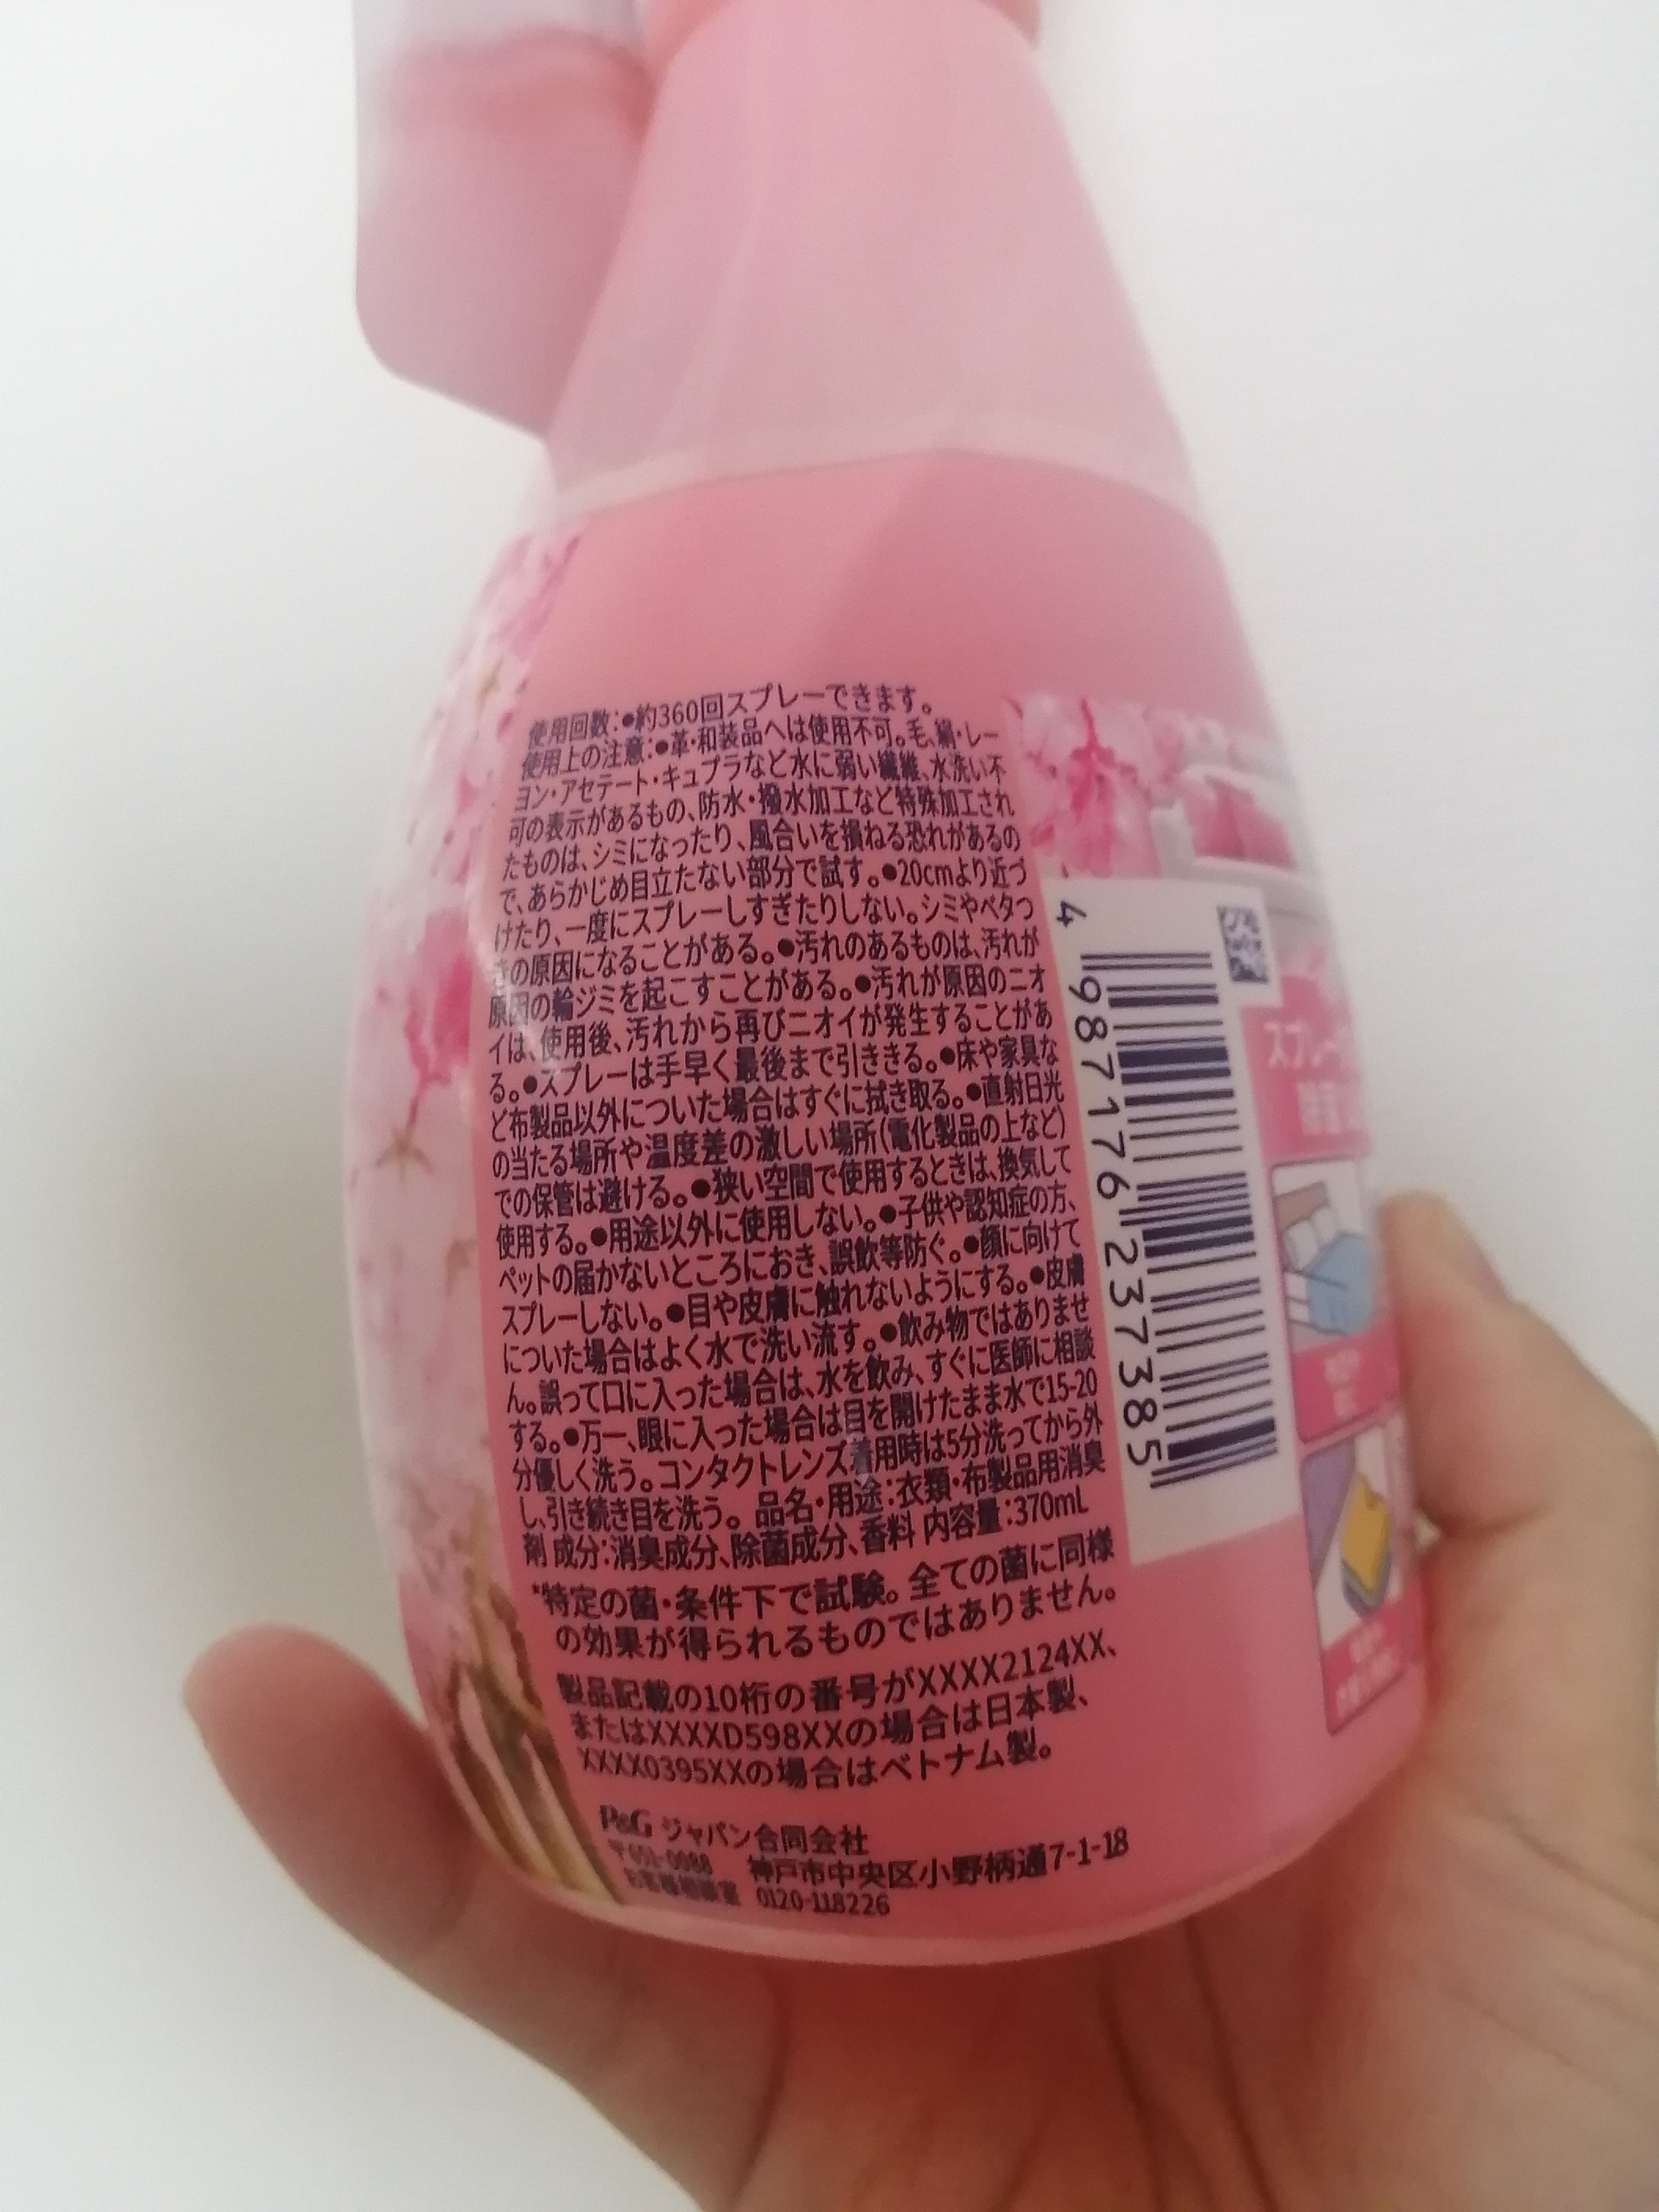 使用回数:●約360回スプレーできます。
使用上の注意:●革・和装品へは使用不可。毛、絹・レー
ヨン・アセテート・キュプラなど水に弱い繊維、水洗い不
可の表示があるもの、防水・撥水加工など特殊加工され
たものは、シミになったり、風合いを損ねる恐れがあるの
で、あらかじめ目立たない部分で試す。●20cmより近づ
けたり、一度にスプレーしすぎたりしない。シミやベタつ
きの原因になることがある。●汚れのあるものは、汚れが
原因の輪ジミを起こすことがある。●汚れが原因のニオ
イは、使用後、汚れから再びニオイが発生することがあ
る。●スプレーは手早く最後まで引ききる。●床や家具な
ど布製品以外についた場合はすぐに拭き取る。●直射日光
の当たる場所や温度差の激しい場所(電化製品の上など)
での保管は避ける。●狭い空間で使用するときは、換気して
使用する。●用途以外に使用しない。●子供や認知症の方、
ペットの届かないところにおき、誤飲等防ぐ。●顔に向けて
スプレーしない。●目や皮膚に触れないようにする。●皮膚
についた場合はよく水で洗い流す。●飲み物ではありませ
ん。誤って口に入った場合は、水を飲み、すぐに医師に相談
する。●万一、眼に入った場合は目を開けたまま水で15-20
分優しく洗う。コンタクトレンズ着用時は5分洗ってから外
し、引き続き目を洗う。 品名・用途:衣類・布製品用消臭
剤 成分:消臭成分、除菌成分、香料 内容量:370mL
*特定の菌・条件下で試験。全ての菌に同様
の効果が得られるものではありません。
製品記載の10桁の番号がXXXX2124XX、
またはXXXXD598XXの場合は日本製、
XXXX0395XXの場合はベトナム製。
P&G ジャパン合同会社
〒651-0088 神戸市中央区小野柄通7-1-18
お客様相談室 0120-118226
4 987176 237385
スプレー